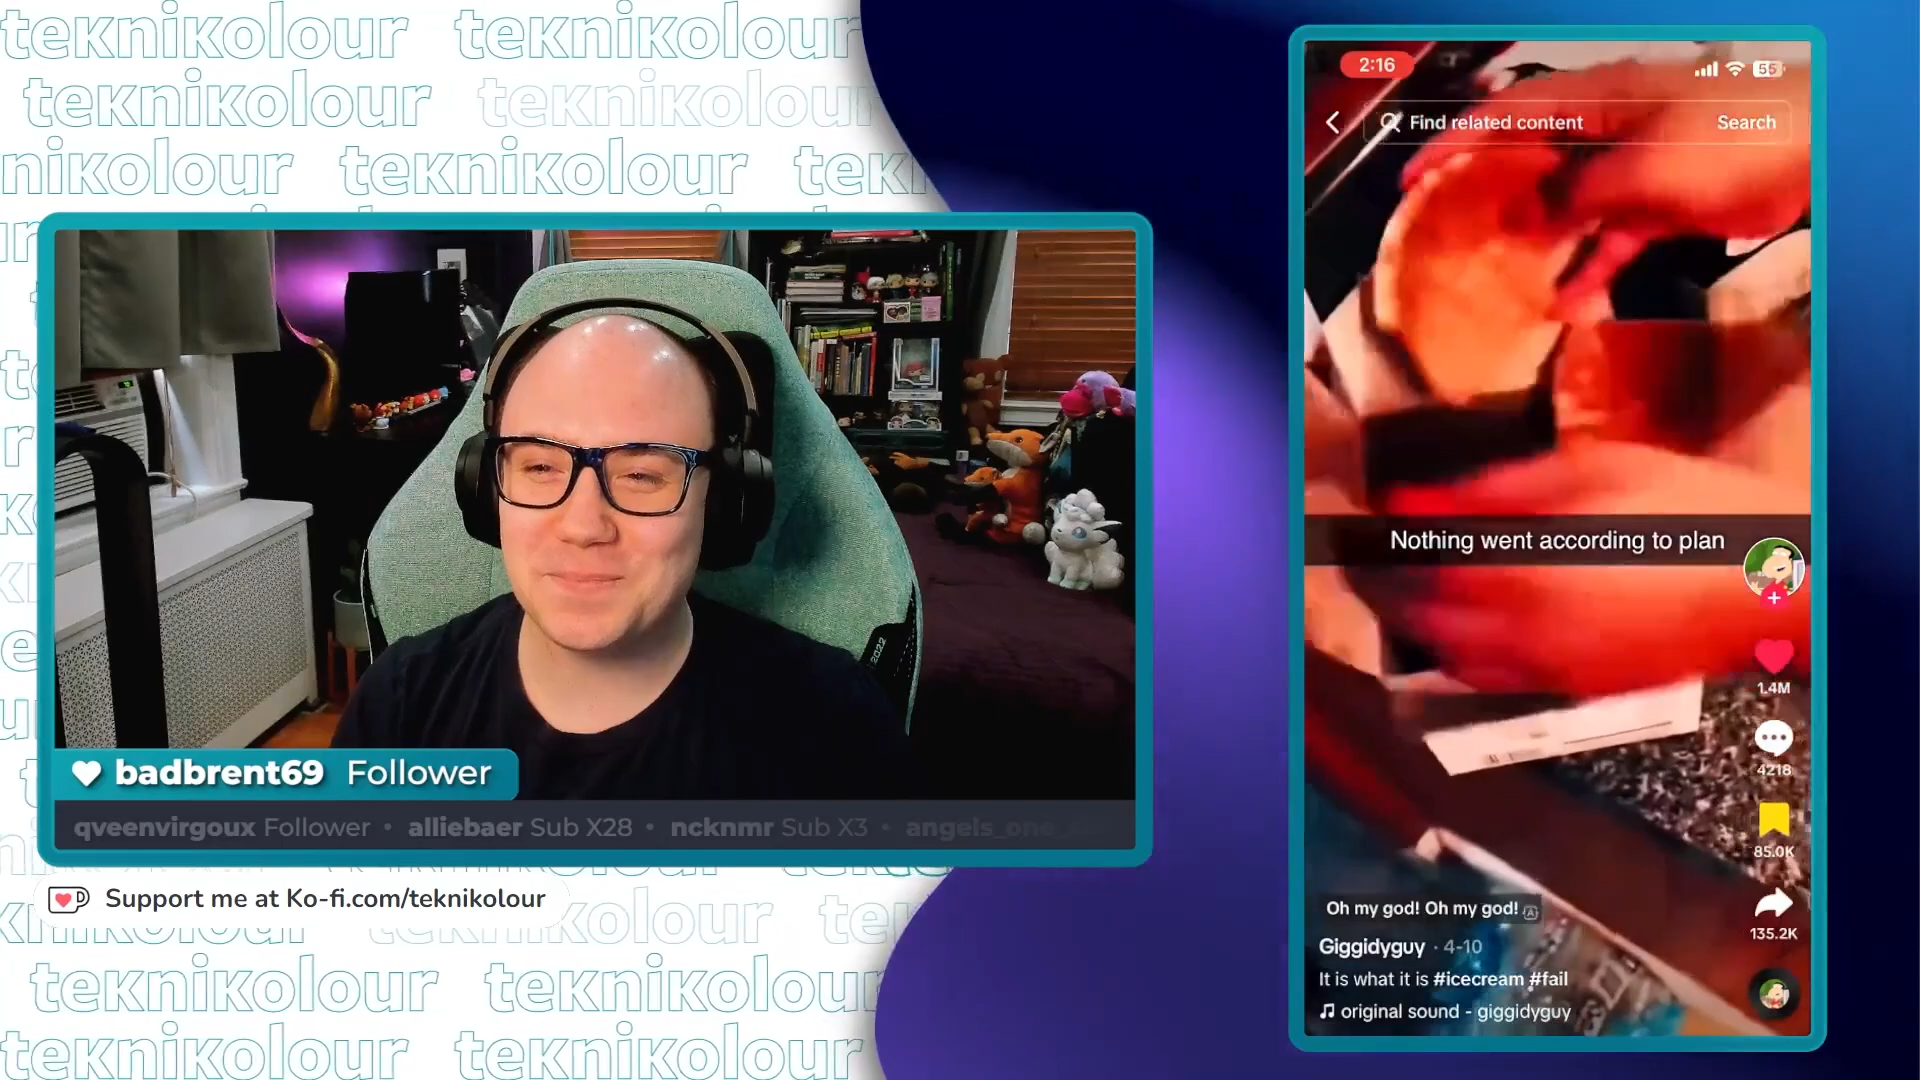 teknikolour teknikolour
teknikolour teknikolour
nikolour teknikolour tekn
2022
badbrent69 Follower
qveenvirgoux Follower • alliebaer Sub X28 • ncknmr Sub X3 • angels_one_
Support me at Ko-fi.com/teknikolour
teknikolour teknikolour
teknikolour teknikolour
2:16
55
Find related content Search
Nothing went according to plan
1.4M
4218
85.0K
135.2K
Oh my god! Oh my god!
Giggidyguy · 4-10
It is what it is #icecream #fail
original sound - giggidyguy